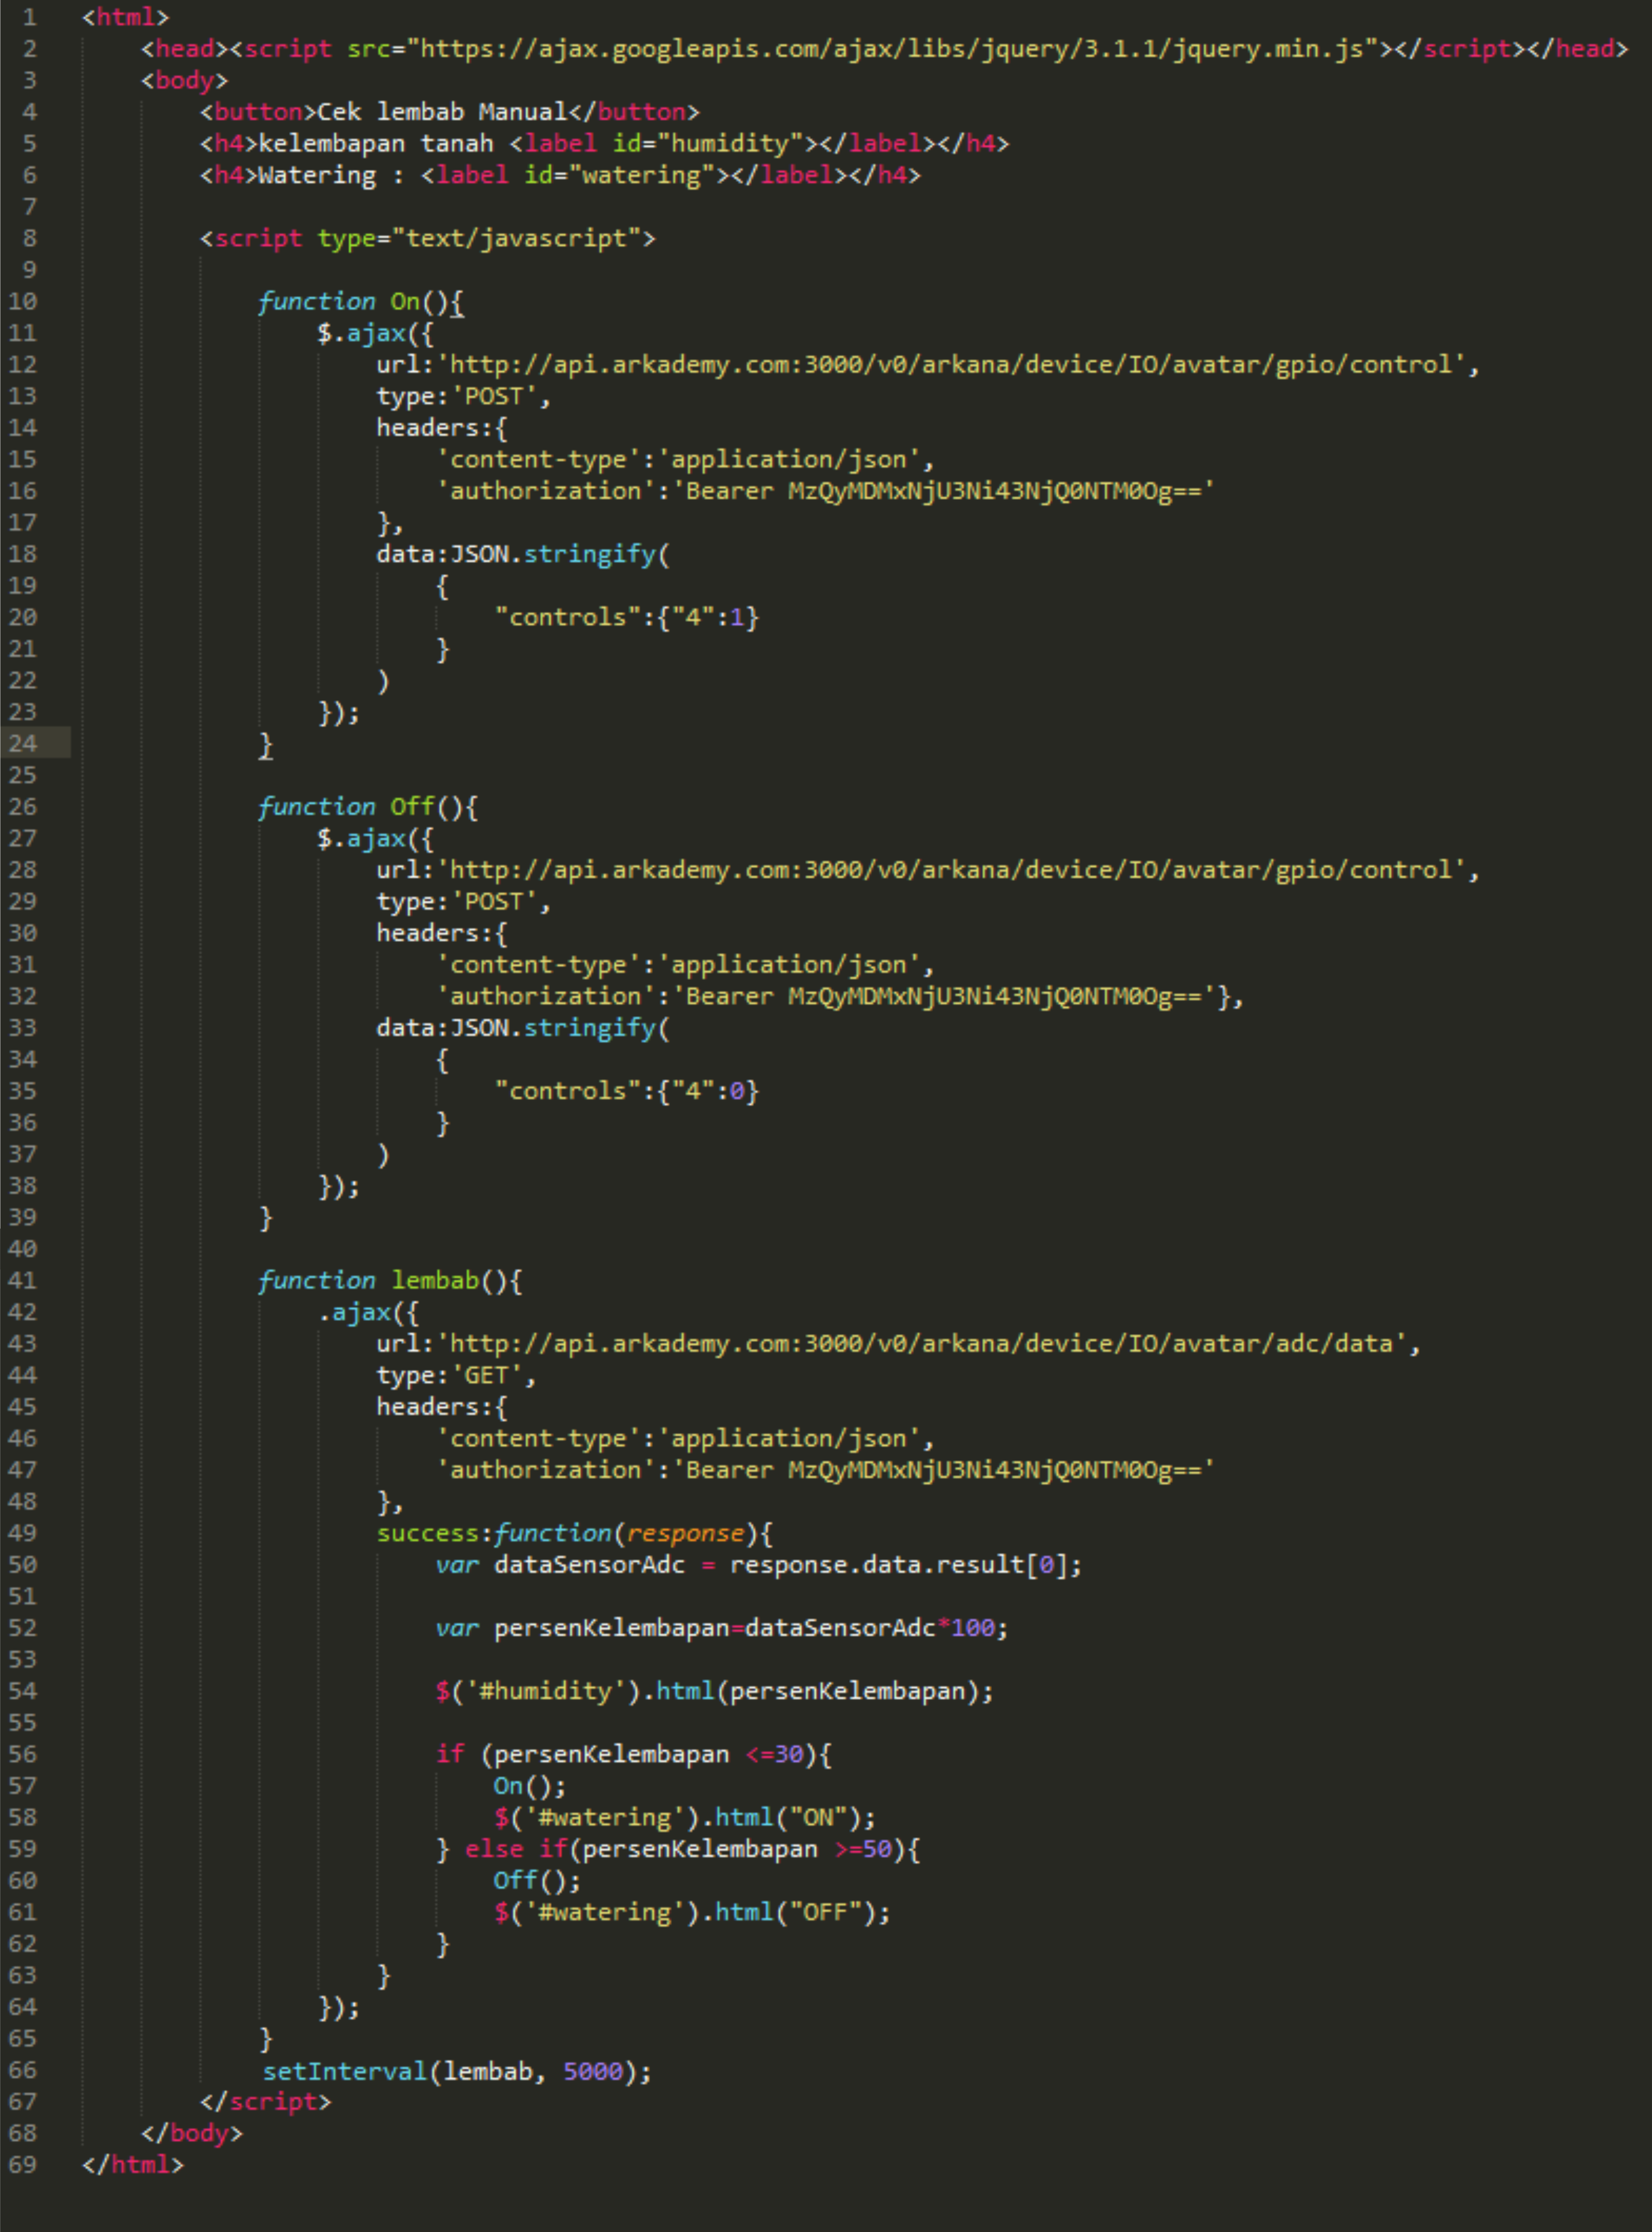 1 <html>
2 <head><script src="https://ajax.googleapis.com/ajax/libs/jquery/3.1.1/jquery.min.js"></script></head>
3 <body>
4 <button>Cek lembab Manual</button>
5 <h4>kelembapan tanah <label id="humidity"></label></h4>
6 <h4>Watering : <label id="watering"></label></h4>
7
8 <script type="text/javascript">
9
10 function On(){
11 $.ajax({
12 url:'http://api.arkademy.com:3000/v0/arkana/device/IO/avatar/gpio/control',
13 type:'POST',
14 headers:{
15 'content-type':'application/json',
16 'authorization':'Bearer MzQyMDMxNjU3Ni43NjQ0NTM0Og=='
17 },
18 data:JSON.stringify(
19 {
20 "controls":{"4":1}
21 }
22 )
23 });
24 }
25
26 function Off(){
27 $.ajax({
28 url:'http://api.arkademy.com:3000/v0/arkana/device/IO/avatar/gpio/control',
29 type:'POST',
30 headers:{
31 'content-type':'application/json',
32 'authorization':'Bearer MzQyMDMxNjU3Ni43NjQ0NTM0Og=='},
33 data:JSON.stringify(
34 {
35 "controls":{"4":0}
36 }
37 )
38 });
39 }
40
41 function lembab(){
42 .ajax({
43 url:'http://api.arkademy.com:3000/v0/arkana/device/IO/avatar/adc/data',
44 type:'GET',
45 headers:{
46 'content-type':'application/json',
47 'authorization':'Bearer MzQyMDMxNjU3Ni43NjQ0NTM0Og=='
48 },
49 success:function(response){
50 var dataSensorAdc = response.data.result[0];
51
52 var persenKelembapan=dataSensorAdc*100;
53
54 $('#humidity').html(persenKelembapan);
55
56 if (persenKelembapan <=30){
57 On();
58 $('#watering').html("ON");
59 } else if(persenKelembapan >=50){
60 Off();
61 $('#watering').html("OFF");
62 }
63 }
64 });
65 }
66 setInterval(lembab, 5000);
67 </script>
68 </body>
69 </html>